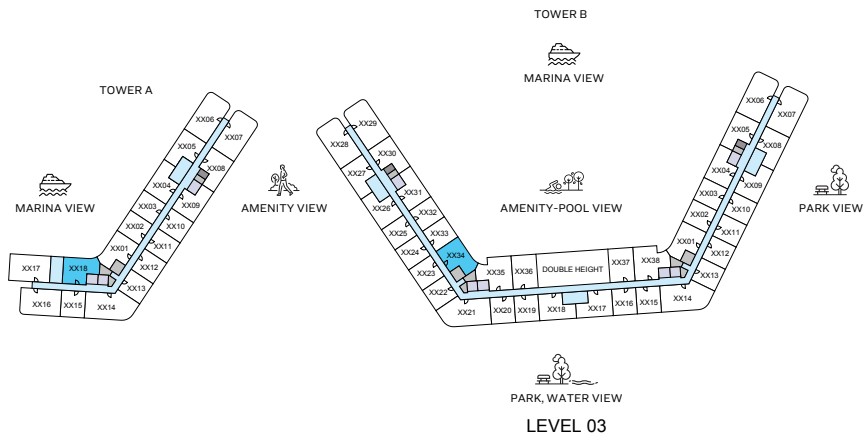 TOWER B
MARINA VIEW
TOWER A
MARINA VIEW
AMENITY VIEW
AMENITY-POOL VIEW
PARK VIEW
XX06
XX07
XX05
XX08
XX04
XX09
XX03
XX10
XX02
XX11
XX01
XX12
XX18
XX17
XX13
XX16
XX15
XX14
XX29
XX28
XX30
XX27
XX31
XX26
XX32
XX25
XX33
XX24
XX34
XX23
XX35
XX36
DOUBLE HEIGHT
XX37
XX38
XX22
XX21
XX20
XX19
XX18
XX17
XX16
XX15
XX14
XX06
XX07
XX05
XX08
XX04
XX09
XX03
XX10
XX02
XX11
XX01
XX12
XX13
PARK, WATER VIEW
LEVEL 03